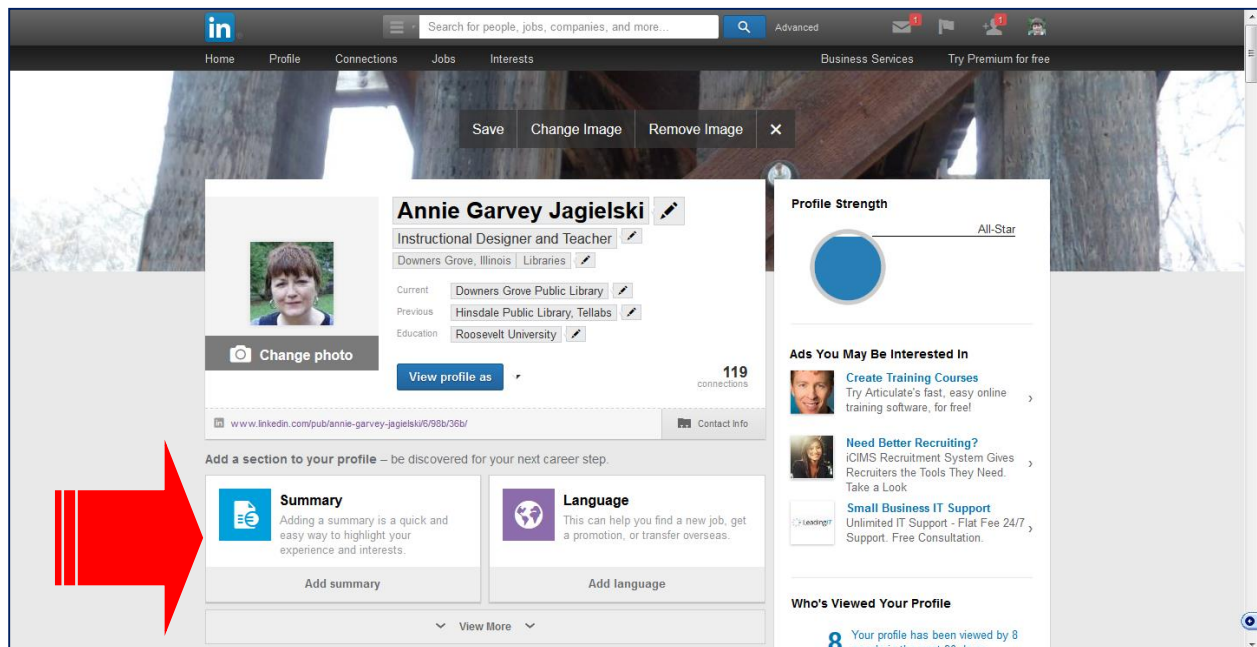 in
Search for people, jobs, companies, and more...
Advanced
1
1
Home Profile Connections Jobs Interests Business Services Try Premium for free
Save Change Image Remove Image ×
Annie Garvey Jagielski
Instructional Designer and Teacher
Downers Grove, Illinois Libraries
Current Downers Grove Public Library
Previous Hinsdale Public Library, Tellabs
Education Roosevelt University
Change photo
View profile as
119
connections
in www.linkedin.com/pub/annie-garvey-jagielski/6/98b/36b/
Contact Info
Add a section to your profile – be discovered for your next career step.
Summary
Adding a summary is a quick and
easy way to highlight your
experience and interests.
Add summary
Language
This can help you find a new job, get
a promotion, or transfer overseas.
Add language
View More
Profile Strength
All-Star
Ads You May Be Interested In
Create Training Courses
Try Articulate's fast, easy online
training software, for free!
Need Better Recruiting?
iCIMS Recruitment System Gives
Recruiters the Tools They Need.
Take a Look
LeadingIT
Small Business IT Support
Unlimited IT Support - Flat Fee 24/7
Support. Free Consultation.
Who's Viewed Your Profile
8 Your profile has been viewed by 8